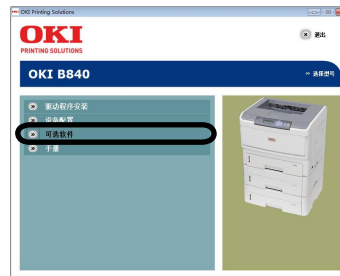 OKI Printing Solutions
OKI
PRINTING SOLUTIONS
退出
OKI B840
选择型号
驱动程序安装
设备配置
可选软件
手册